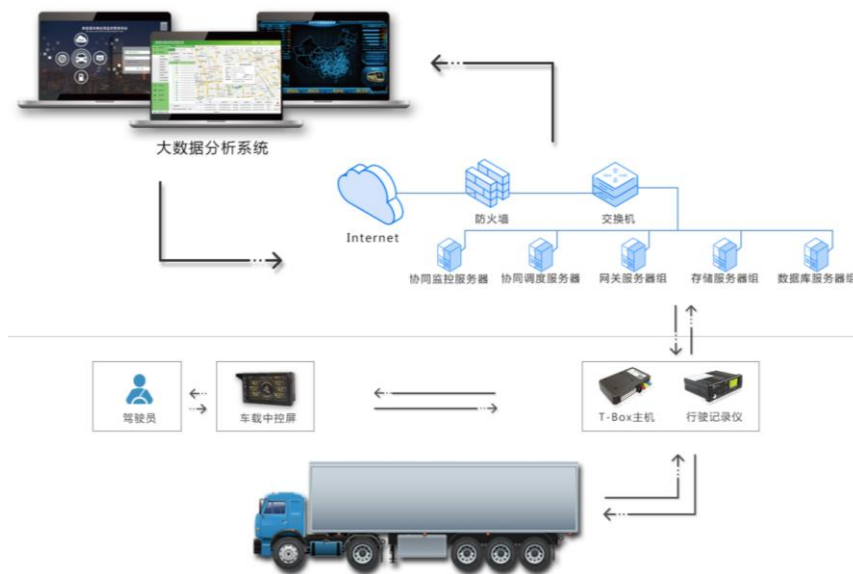 大数据分析系统
防火墙
交换机
Internet
协同监控服务器
协同调度服务器
网关服务器组
存储服务器组
数据库服务器组
驾驶员
车载中控屏
T-Box主机
行驶记录仪